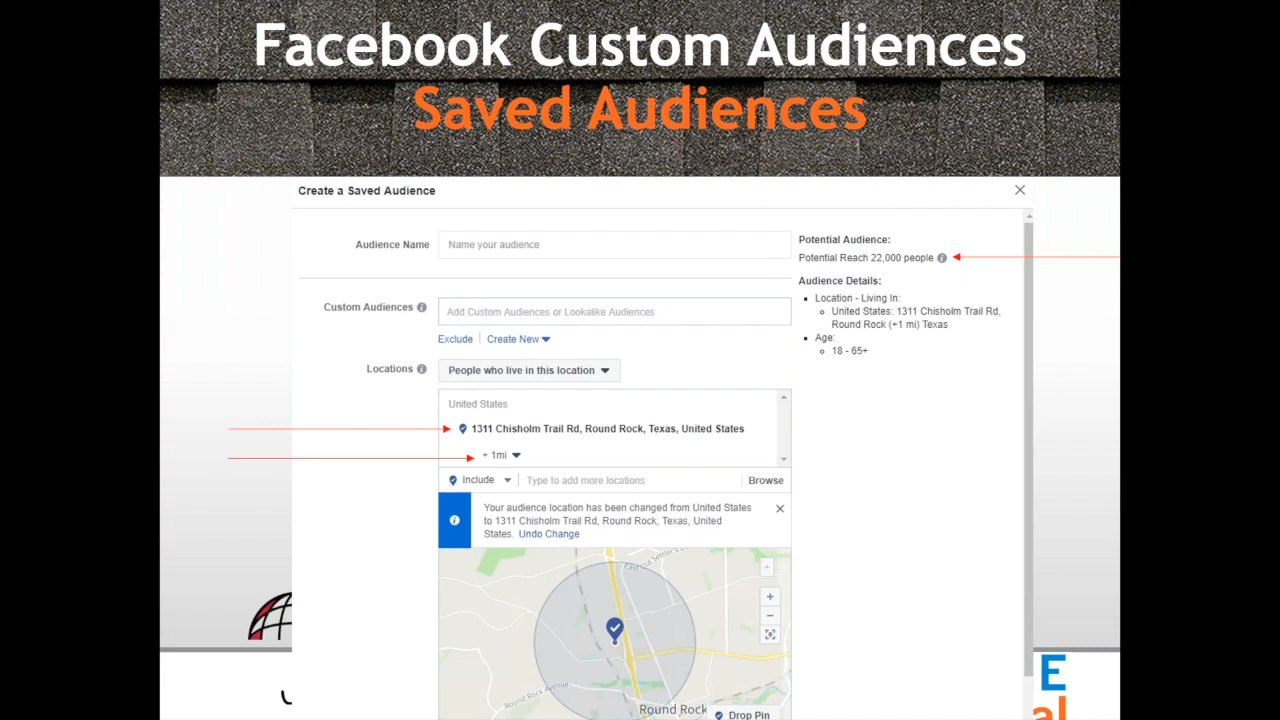 Facebook Custom Audiences
Saved Audiences
Create a Saved Audience
Audience Name
Name your audience
Custom Audiences
Add Custom Audiences or Lookalike Audiences
Exclude
Create New
Locations
People who live in this location
United States
1311 Chisholm Trail Rd, Round Rock, Texas, United States
+ 1mi
Include
Type to add more locations
Browse
Your audience location has been changed from United States
to 1311 Chisholm Trail Rd, Round Rock, Texas, United
States. Undo Change
Round Rock Avenue
Round Rock
Drop Pin
Potential Audience:
Potential Reach 22,000 people
Audience Details:
Location - Living In:
United States: 1311 Chisholm Trail Rd,
Round Rock (+1 mi) Texas
Age:
18 - 65+
E
al